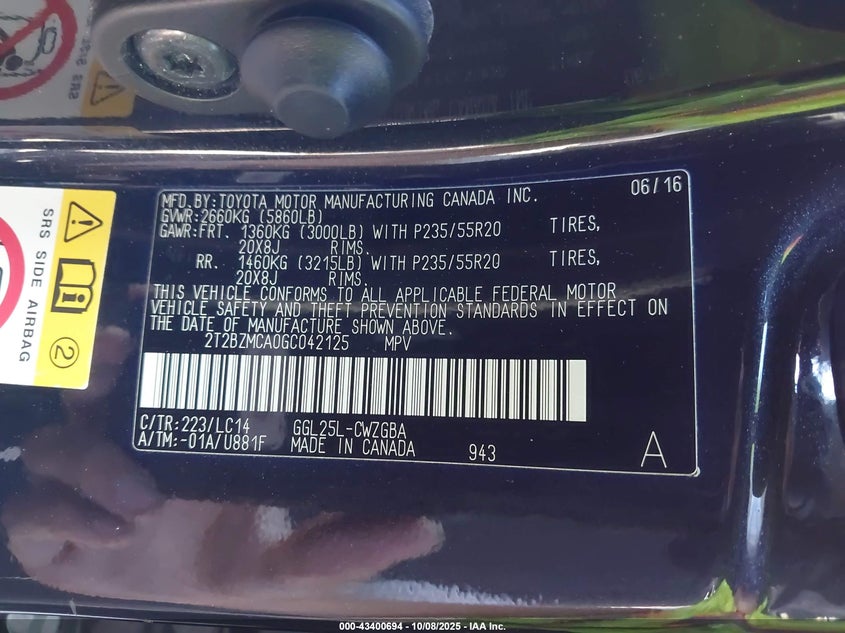 MFD.BY:TOYOTA MOTOR MANUFACTURING CANADA INC. 06/16
GVWR:2660KG (5860LB)
GAWR:FRT. 1360KG (3000LB) WITH P235/55R20 TIRES,
20X8J RIMS.
RR. 1460KG (3215LB) WITH P235/55R20 TIRES,
20X8J RIMS.
THIS VEHICLE CONFORMS TO ALL APPLICABLE FEDERAL MOTOR
VEHICLE SAFETY AND THEFT PREVENTION STANDARDS IN EFFECT ON
THE DATE OF MANUFACTURE SHOWN ABOVE.
2T2BZMCA0GC042125 MPV
C/TR:223/LC14 GGL25L-CWZGBA
A/TM:-01A/U881F MADE IN CANADA 943 A
SRS SIDE AIRBAG
2
000-43400694 - 10/08/2025 - IAA Inc.